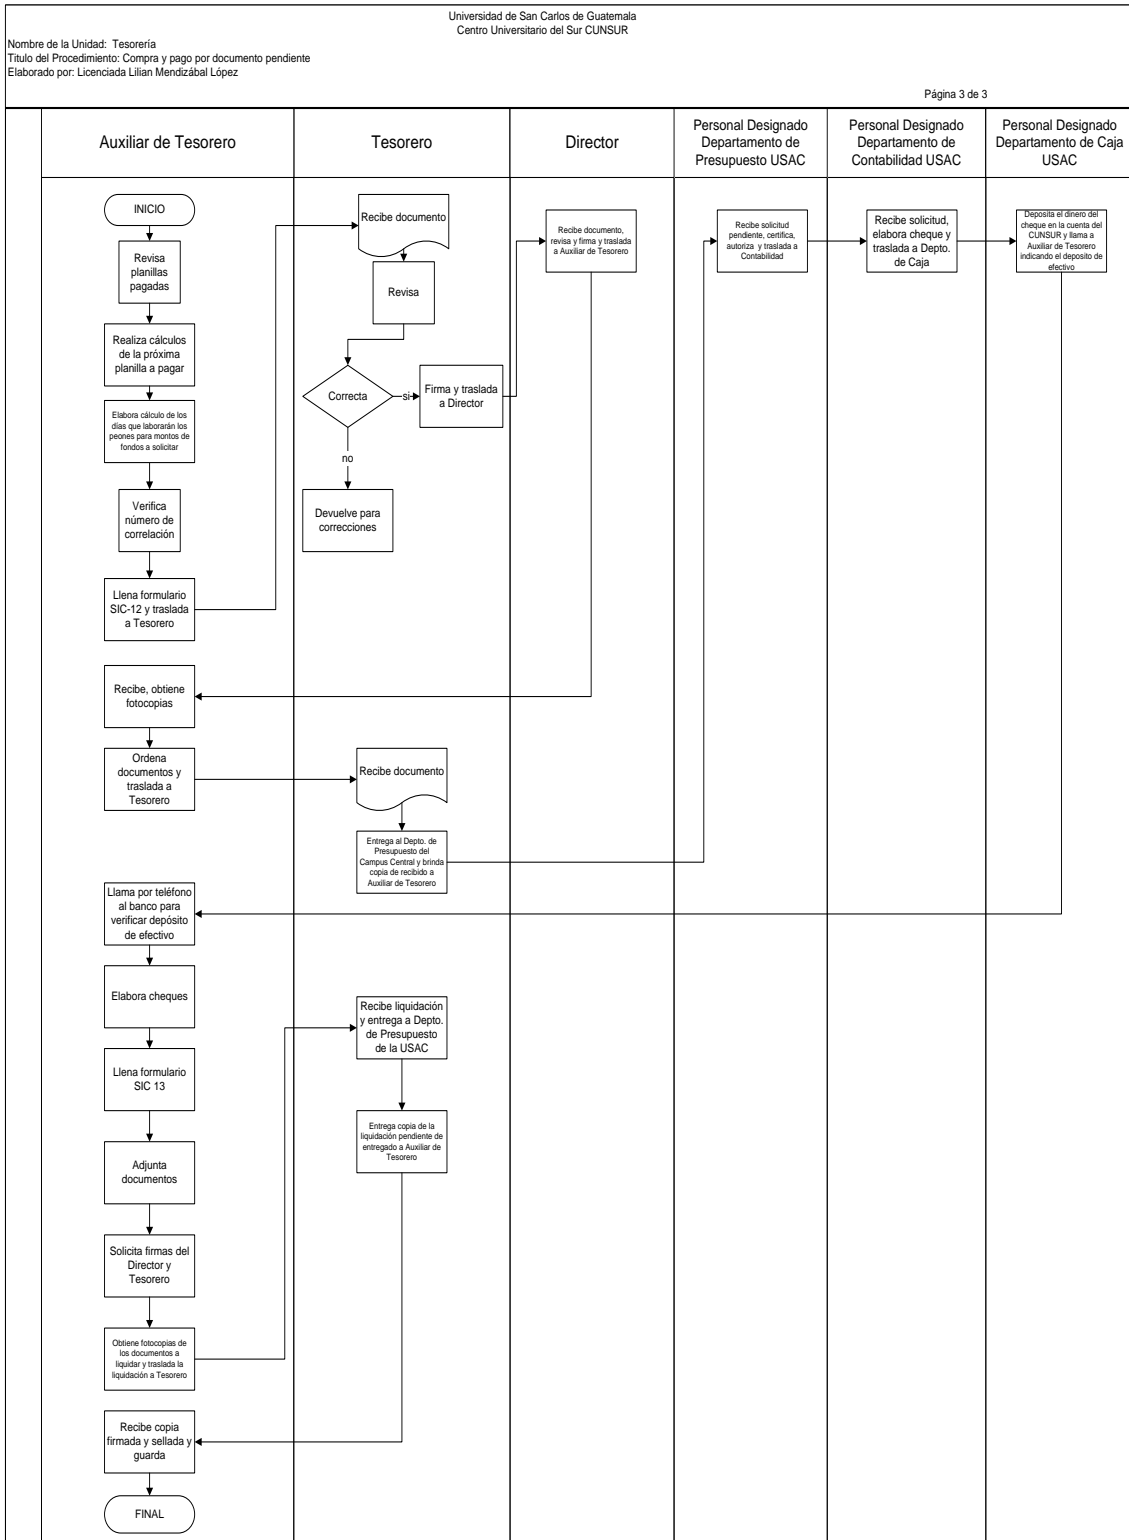 Universidad de San Carlos de Guatemala
Centro Universitario del Sur CUNSUR
Nombre de la Unidad: Tesorería
Titulo del Procedimiento: Compra y pago por documento pendiente
Elaborado por: Licenciada Lilian Mendizábal López
Página 3 de 3
Auxiliar de Tesorero
Tesorero
Director
Personal Designado
Departamento de
Presupuesto USAC
Personal Designado
Departamento de
Contabilidad USAC
Personal Designado
Departamento de Caja
USAC
INICIO
Revisa
planillas
pagadas
Realiza cálculos
de la próxima
planilla a pagar
Elabora cálculo de los
días que laborarán los
peones para montos de
fondos a solicitar
Verifica
número de
correlación
Llena formulario
SIC-12 y traslada
a Tesorero
Recibe documento
Revisa
Correcta
si
Firma y traslada
a Director
no
Devuelve para
correcciones
Recibe documento,
revisa y firma y traslada
a Auxiliar de Tesorero
Recibe, obtiene
fotocopias
Ordena
documentos y
traslada a
Tesorero
Recibe documento
Entrega al Depto. de
Presupuesto del
Campus Central y brinda
copia de recibido a
Auxiliar de Tesorero
Recibe solicitud
pendiente, certifica,
autoriza y traslada a
Contabilidad
Recibe solicitud,
elabora cheque y
traslada a Depto.
de Caja
Deposita el dinero del
cheque en la cuenta del
CUNSUR y llama a
Auxiliar de Tesorero
indicando el deposito de
efectivo
Llama por teléfono
al banco para
verificar depósito
de efectivo
Elabora cheques
Llena formulario
SIC 13
Adjunta
documentos
Solicita firmas del
Director y
Tesorero
Obtiene fotocopias de
los documentos a
liquidar y traslada la
liquidación a Tesorero
Recibe liquidación
y entrega a Depto.
de Presupuesto
de la USAC
Entrega copia de la
liquidación pendiente de
entregado a Auxiliar de
Tesorero
Recibe copia
firmada y sellada y
guarda
FINAL